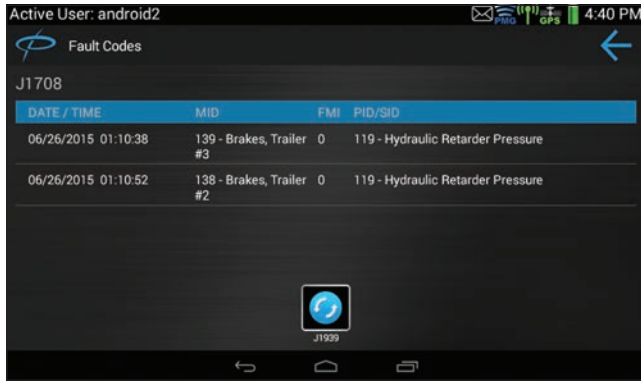 Active User: android2 PMG GPS 4:40 PM
Fault Codes
J1708
DATE / TIME MID FMI PID/SID
06/26/2015 01:10:38 139 - Brakes, Trailer 0 119 - Hydraulic Retarder Pressure
#3
06/26/2015 01:10:52 138 - Brakes, Trailer 0 119 - Hydraulic Retarder Pressure
#2
J1939